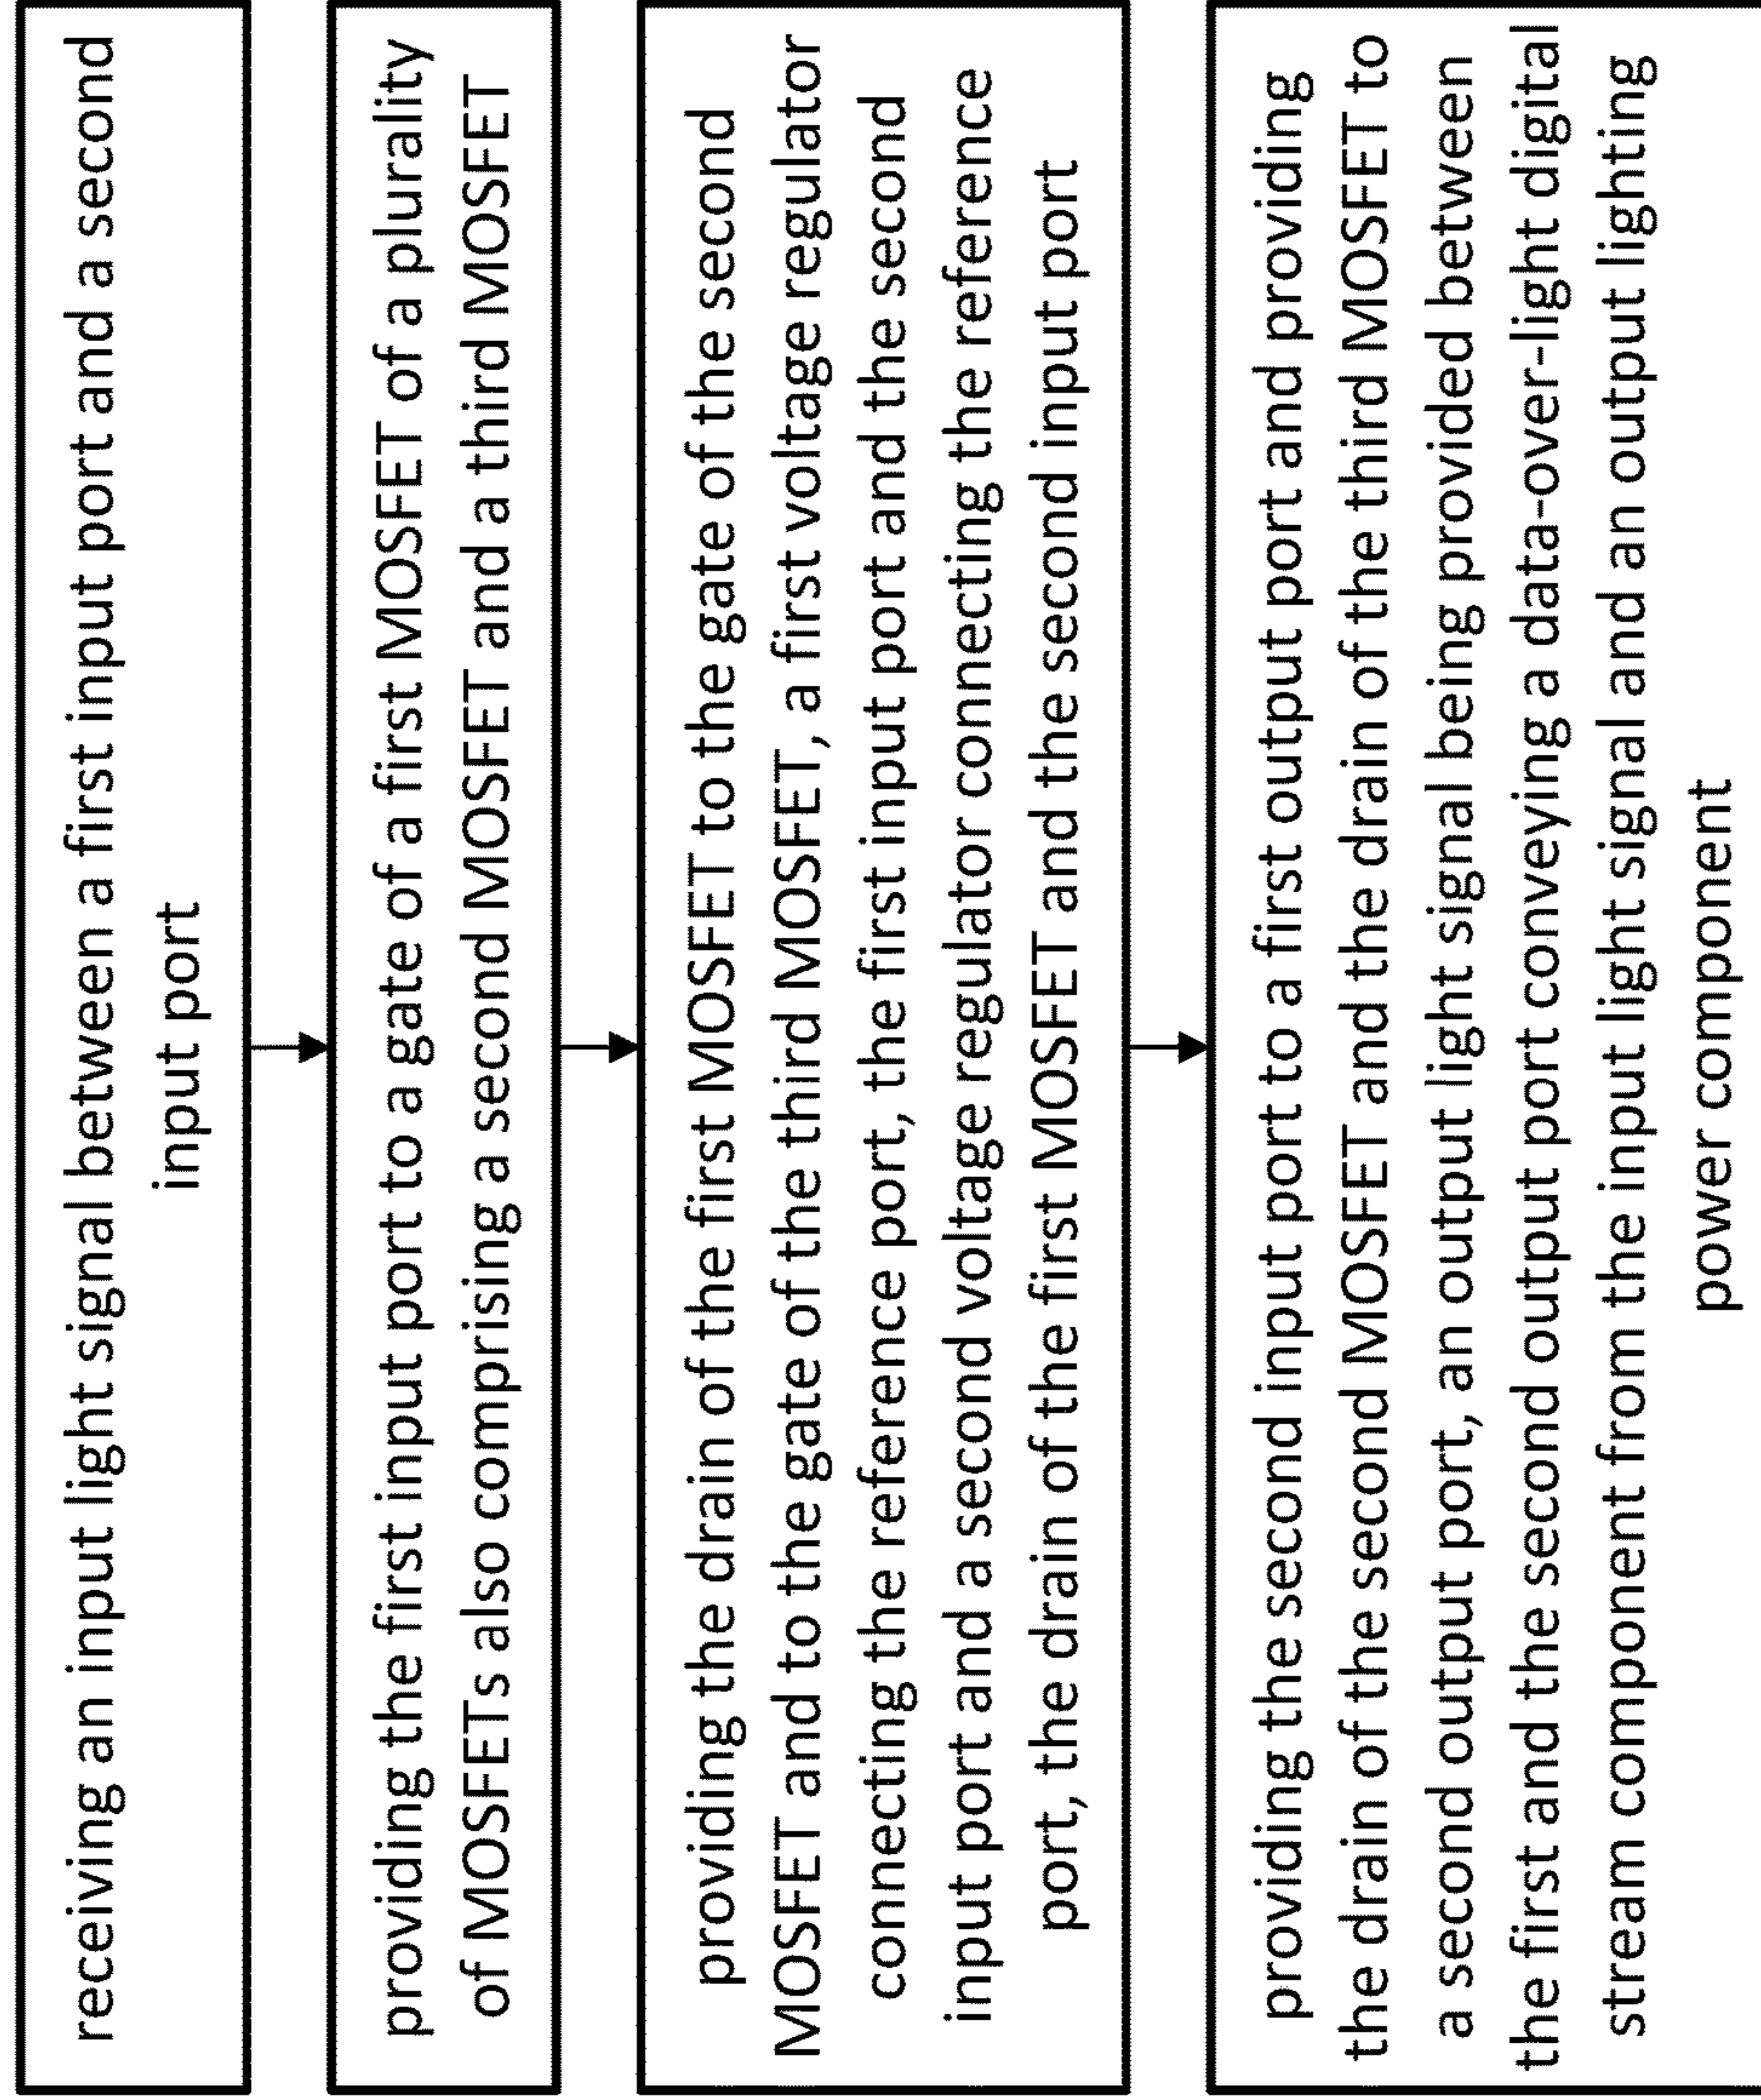 receiving an input light signal between a first input port and a second
input port
providing the first input port to a gate of a first MOSFET of a plurality
of MOSFETs also comprising a second MOSFET and a third MOSFET
providing the drain of the first MOSFET to the gate of the second
MOSFET and to the gate of the third MOSFET, a first voltage regulator
connecting the reference port, the first input port and the second
input port and a second voltage regulator connecting the reference
port, the drain of the first MOSFET and the second input port
providing the second input port to a first output port and providing
the drain of the second MOSFET and the drain of the third MOSFET to
a second output port, an output light signal being provided between
the first and the second output port conveying a data-over-light digital
stream component from the input light signal and an output lighting
power component